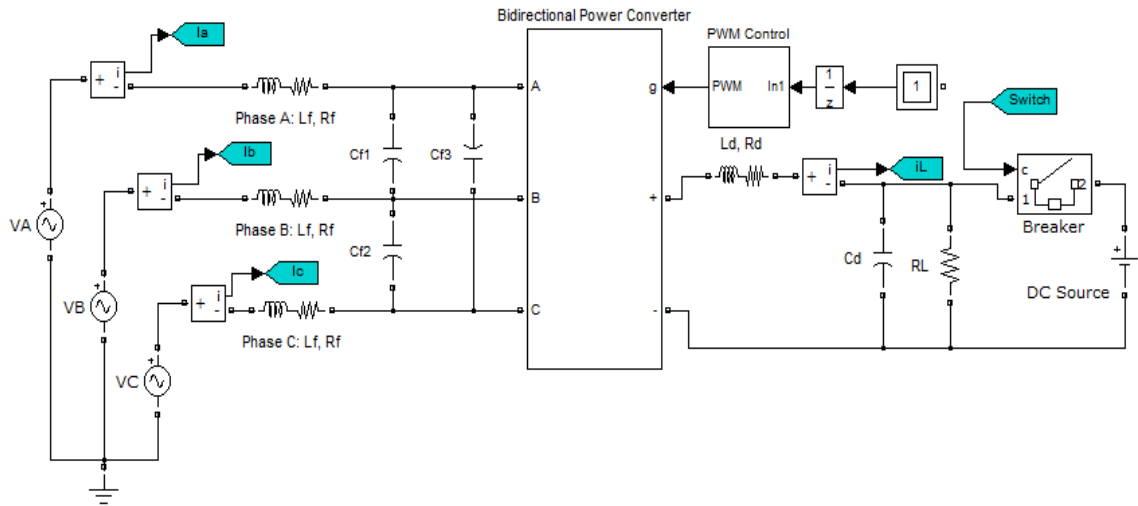 Bidirectional Power Converter
Ia
PWM Control
i
+
-
A
g
PWM
In1
1
z
1
Switch
Phase A: Lf, Rf
Ib
Ld, Rd
i
+
-
Cf1
Cf3
iL
i
+
-
c
1
2
Breaker
B
+
VA
+
Phase B: Lf, Rf
Cf2
Cd
RL
+
DC Source
Ic
i
+
-
VB
+
C
-
Phase C: Lf, Rf
VC
+